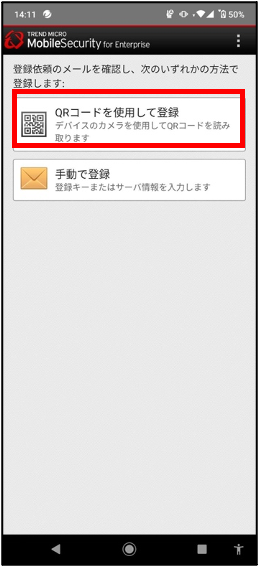 14:11 50%
TREND MICRO
MobileSecurity for Enterprise
登録依頼のメールを確認し、次のいずれかの方法で
登録します:
QRコードを使用して登録
デバイスのカメラを使用してQRコードを読み
取ります
手動で登録
登録キーまたはサーバ情報を入力します